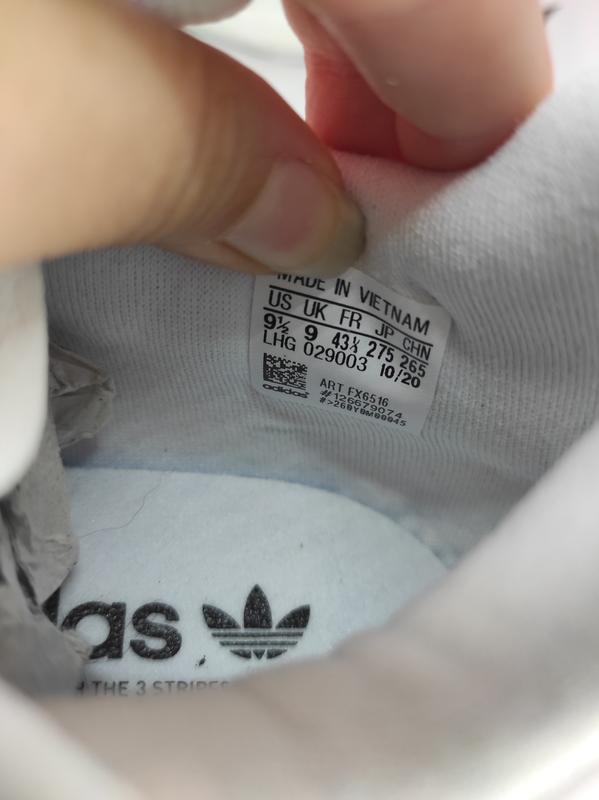 MADE IN VIETNAM
US UK FR JP CHN
9½ 9 43⅓ 275 265
LHG 029003 10/20
adidas
ART FX6516
#126679074
das
THE 3 STRIPES